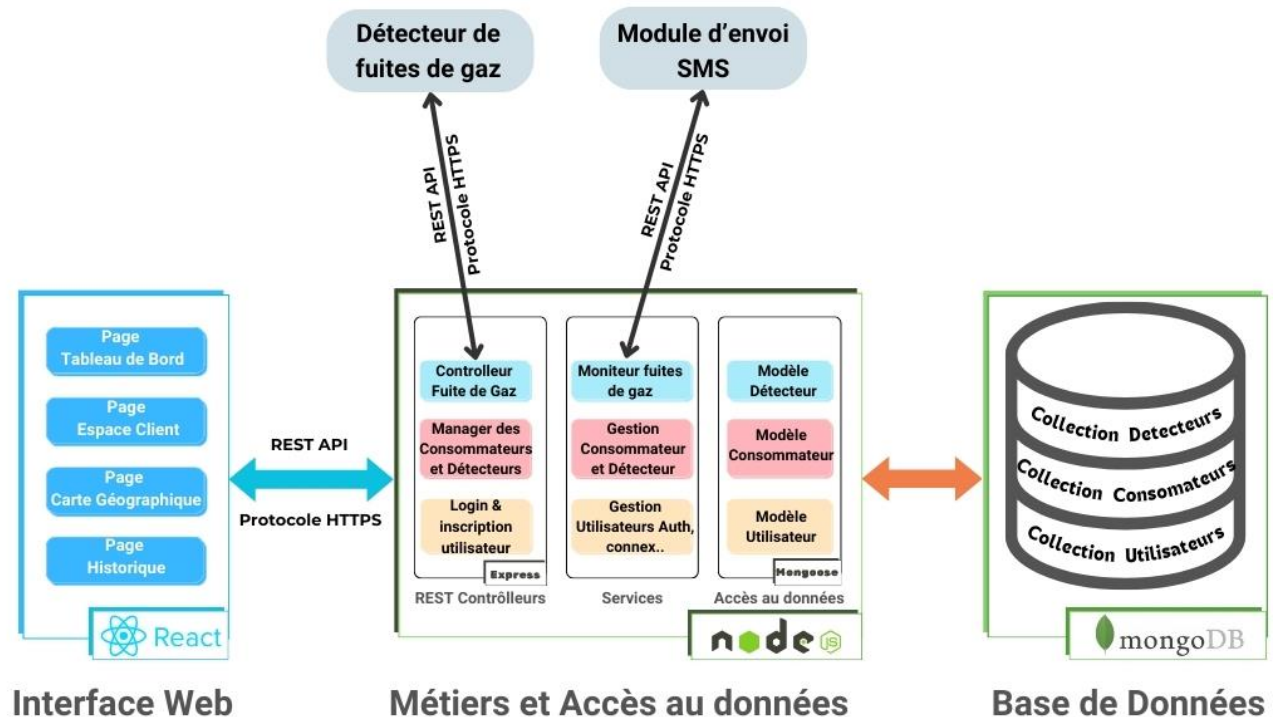 Détecteur de
fuites de gaz
Module d'envoi
SMS
REST API
Protocole HTTPS
REST API
Protocole HTTPS
Page
Tableau de Bord
Page
Espace Client
Page
Carte Géographique
Page
Historique
React
REST API
Protocole HTTPS
Controlleur
Fuite de Gaz
Manager des
Consommateurs
et Détecteurs
Login &
inscription
utilisateur
Express
REST Contrôlleurs
Moniteur fuites
de gaz
Gestion
Consommateur
et Détecteur
Gestion
Utilisateurs Auth,
connex..
Services
Modèle
Détecteur
Modèle
Consommateur
Modèle
Utilisateur
Mongoose
Accès au données
node JS
Collection Detecteurs
Collection Consomateurs
Collection Utilisateurs
mongoDB
Interface Web
Métiers et Accès au données
Base de Données